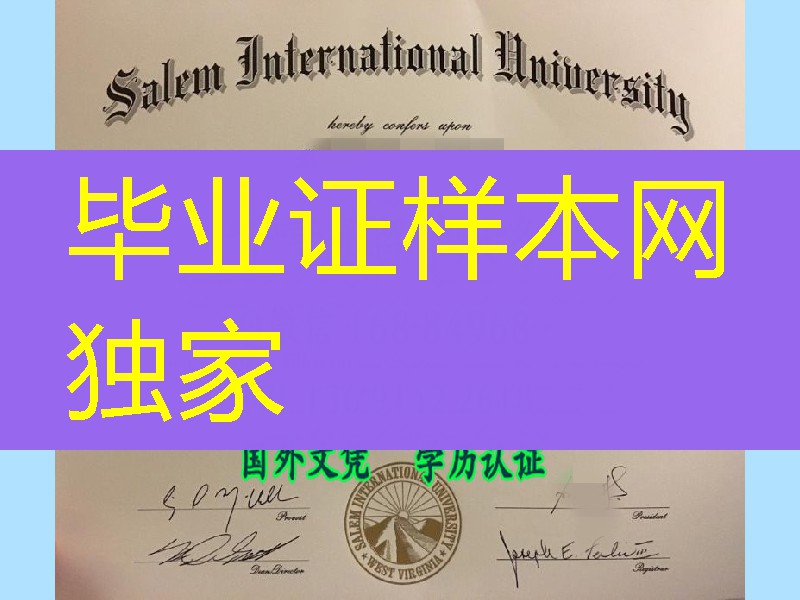 Salem International University
hereby confers upon
毕业证样本网
独家
国外文凭 学历认证
Provost
President
SALEM INTERNATIONAL UNIVERSITY
WEST VIRGINIA
Dean/Director
Registrar